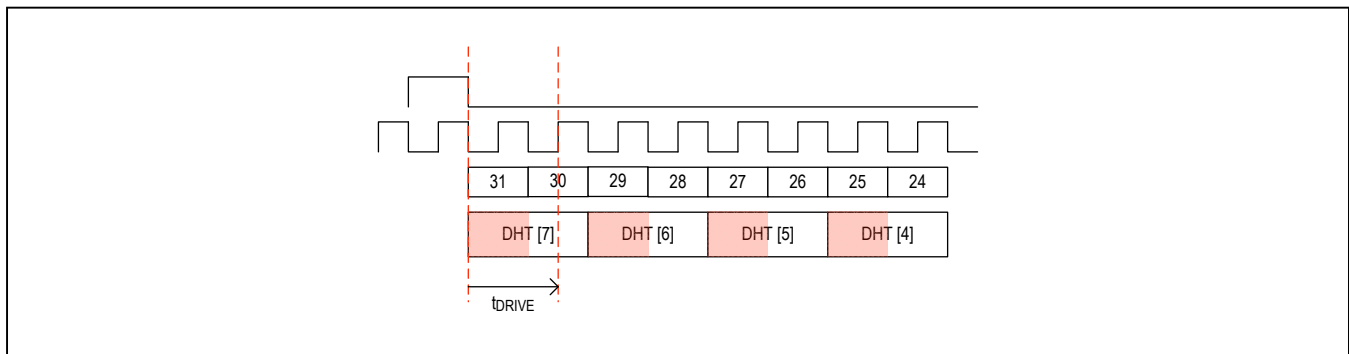 31 30 29 28 27 26 25 24
DHT [7] DHT [6] DHT [5] DHT [4]
tDRIVE